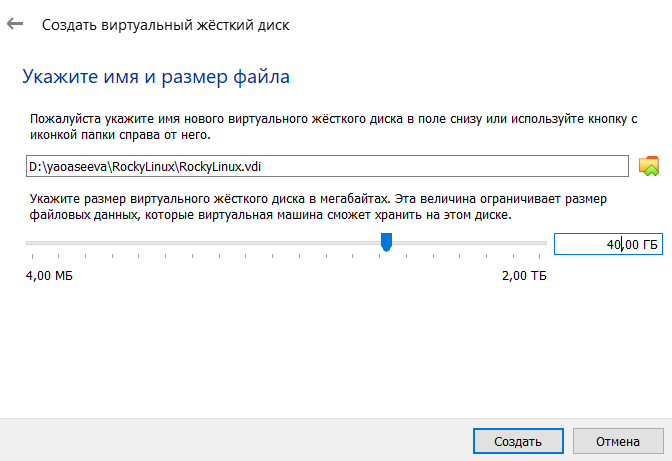 Создать виртуальный жёсткий диск
Укажите имя и размер файла
Пожалуйста укажите имя нового виртуального жёсткого диска в поле снизу или используйте кнопку с
иконкой папки справа от него.
D:\yaoaseeva\RockyLinux\RockyLinux.vdi
Укажите размер виртуального жёсткого диска в мегабайтах. Эта величина ограничивает размер
файловых данных, которые виртуальная машина сможет хранить на этом диске.
40,00 ГБ
4,00 МБ 2,00 ТБ
Создать Отмена